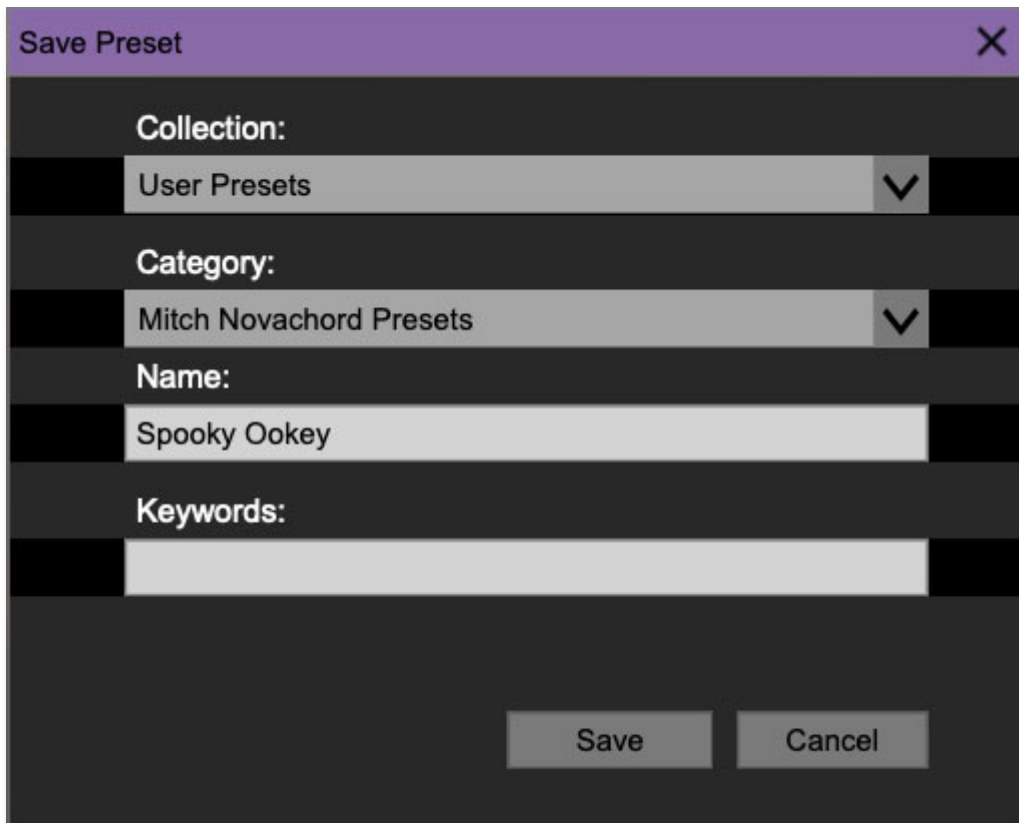 Save Preset
Collection:
User Presets
Category:
Mitch Novachord Presets
Name:
Spooky Ookey
Keywords:
Save Cancel